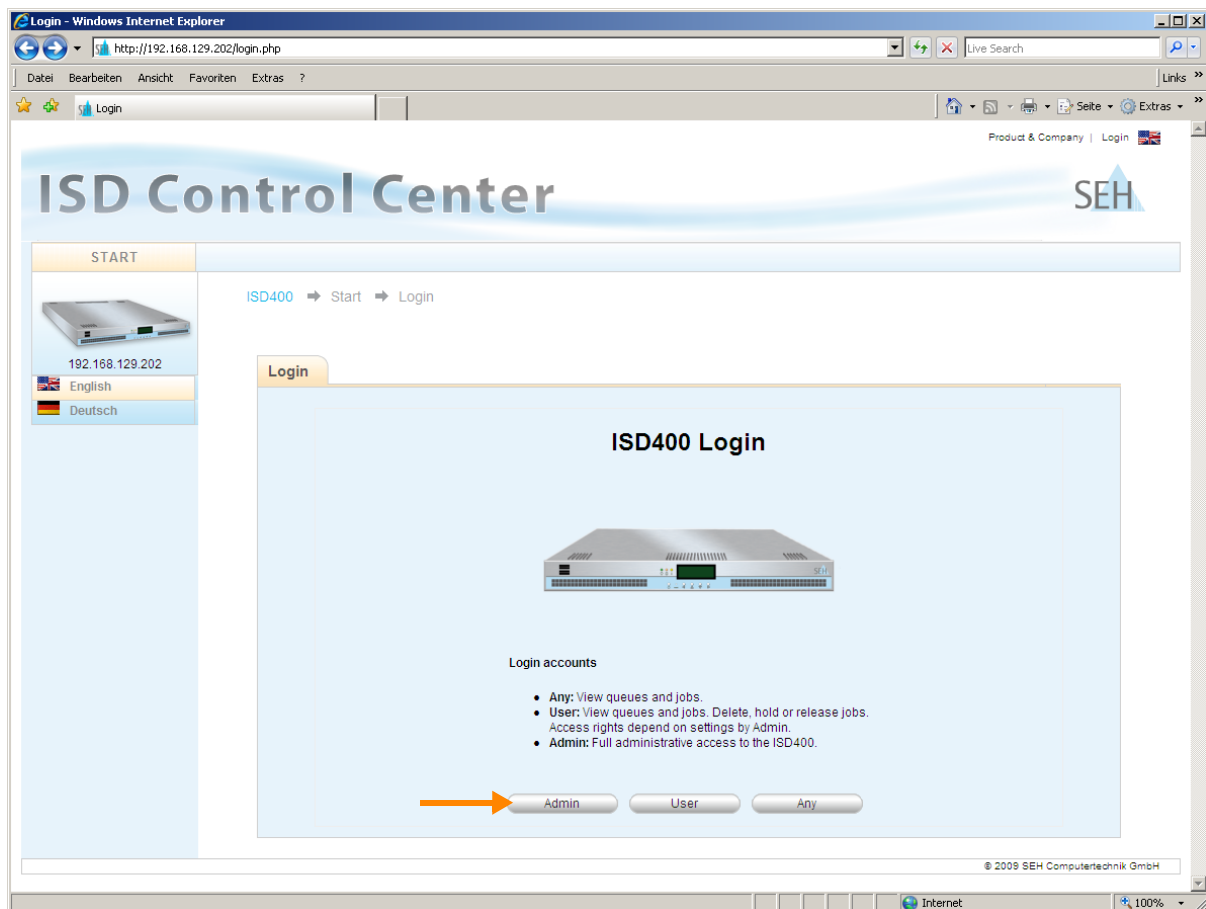 Login - Windows Internet Explorer
http://192.168.129.202/login.php
Live Search
Datei Bearbeiten Ansicht Favoriten Extras ?
Links »
Login
Seite Extras »
Product & Company | Login
ISD Control Center
SEH
START
ISD400 Start Login
192.168.129.202
English
Deutsch
Login
ISD400 Login
SEH
Login accounts
Any: View queues and jobs.
User: View queues and jobs. Delete, hold or release jobs.
Access rights depend on settings by Admin.
Admin: Full administrative access to the ISD400.
Admin User Any
© 2009 SEH Computertechnik GmbH
Internet 100%